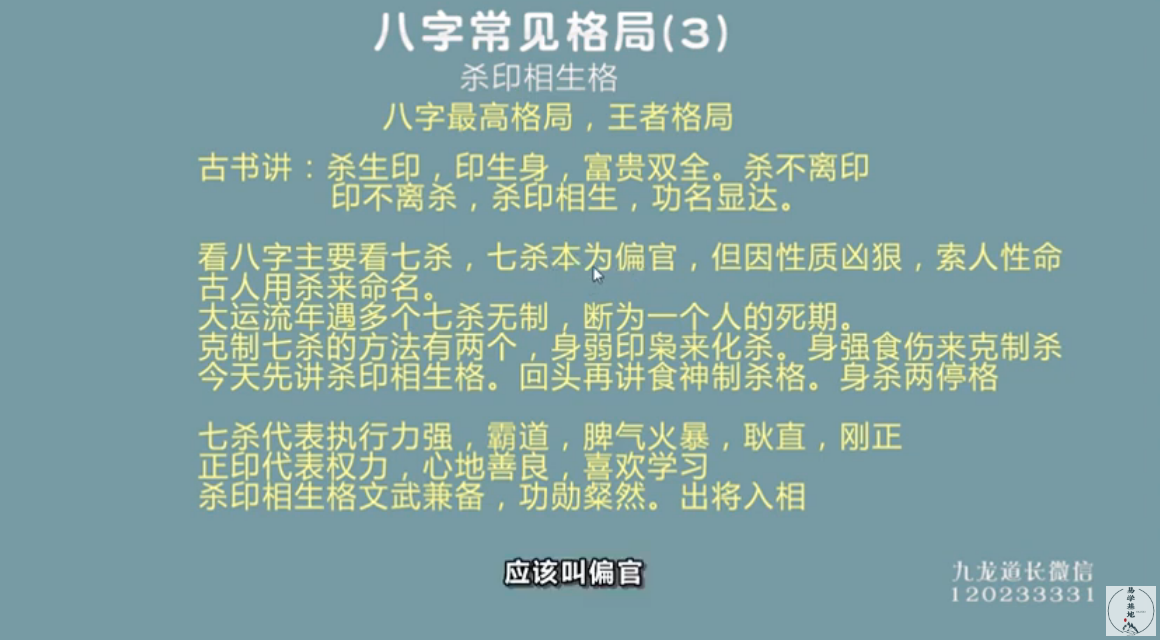 八字常见格局(3)
杀印相生格
八字最高格局，王者格局
古书讲：杀生印，印生身，富贵双全。杀不离印
印不离杀，杀印相生，功名显达。
看八字主要看七杀，七杀本为偏官，但因性质凶狠，索人性命
古人用杀来命名。
大运流年遇多个七杀无制，断为一个人的死期。
克制七杀的方法有两个，身弱印枭来化杀。身强食伤来克制杀
今天先讲杀印相生格。回头再讲食神制杀格。身杀两停格
七杀代表执行力强，霸道，脾气火暴，耿直，刚正
正印代表权力，心地善良，喜欢学习
杀印相生格文武兼备，功勋粲然。出将入相
应该叫偏官
九龙道长微信
120233331
易学基地